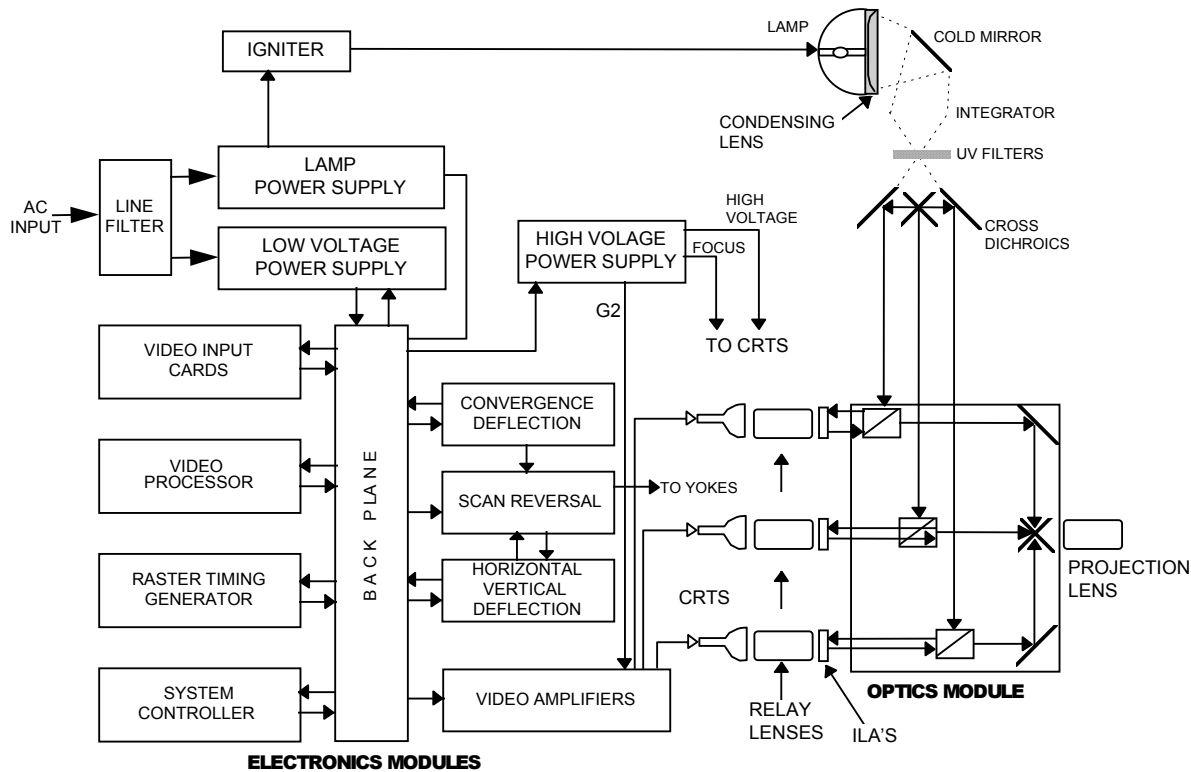 LAMP
COLD MIRROR
IGNITER
INTEGRATOR
CONDENSING
LENS
UV FILTERS
LAMP
POWER SUPPLY
AC
INPUT
LINE
FILTER
HIGH
VOLTAGE
CROSS
DICHROICS
LOW VOLTAGE
POWER SUPPLY
HIGH VOLAGE
POWER SUPPLY
FOCUS
G2
TO CRTS
VIDEO INPUT
CARDS
BACK PLANE
CONVERGENCE
DEFLECTION
VIDEO
PROCESSOR
SCAN REVERSAL
TO YOKES
RASTER TIMING
GENERATOR
HORIZONTAL
VERTICAL
DEFLECTION
CRTS
PROJECTION
LENS
SYSTEM
CONTROLLER
VIDEO AMPLIFIERS
RELAY
LENSES
ILA'S
OPTICS MODULE
ELECTRONICS MODULES